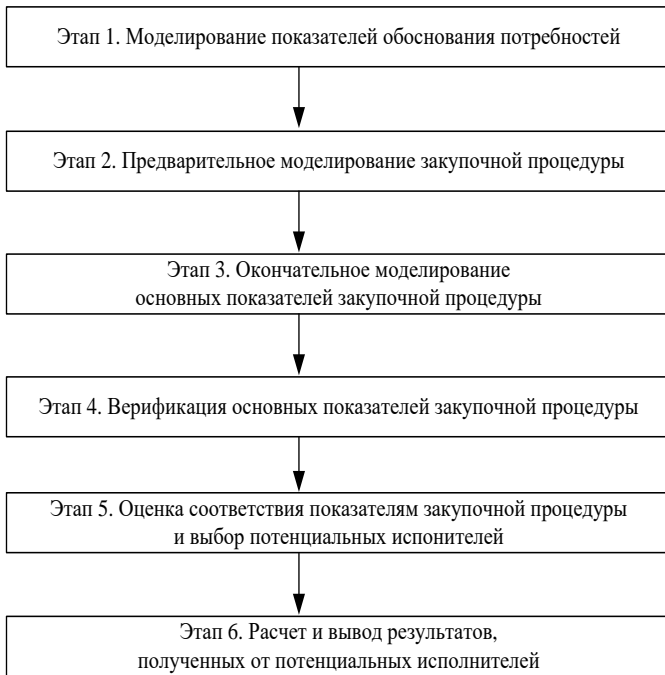 Этап 1. Моделирование показателей обоснования потребностей
Этап 2. Предварительное моделирование закупочной процедуры
Этап 3. Окончательное моделирование
основных показателей закупочной процедуры
Этап 4. Верификация основных показателей закупочной процедуры
Этап 5. Оценка соответствия показателям закупочной процедуры
и выбор потенциальных испонителей
Этап 6. Расчет и вывод результатов,
полученных от потенциальных исполнителей